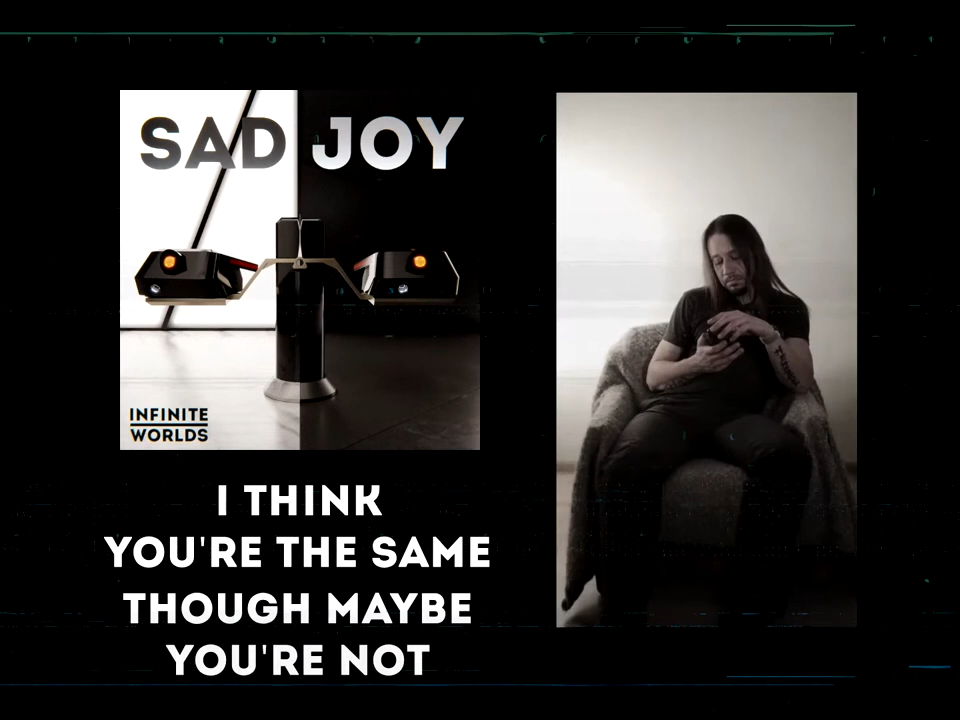 SAD JOY
INFINITE
WORLDS
I THINK
YOU'RE THE SAME
THOUGH MAYBE
YOU'RE NOT